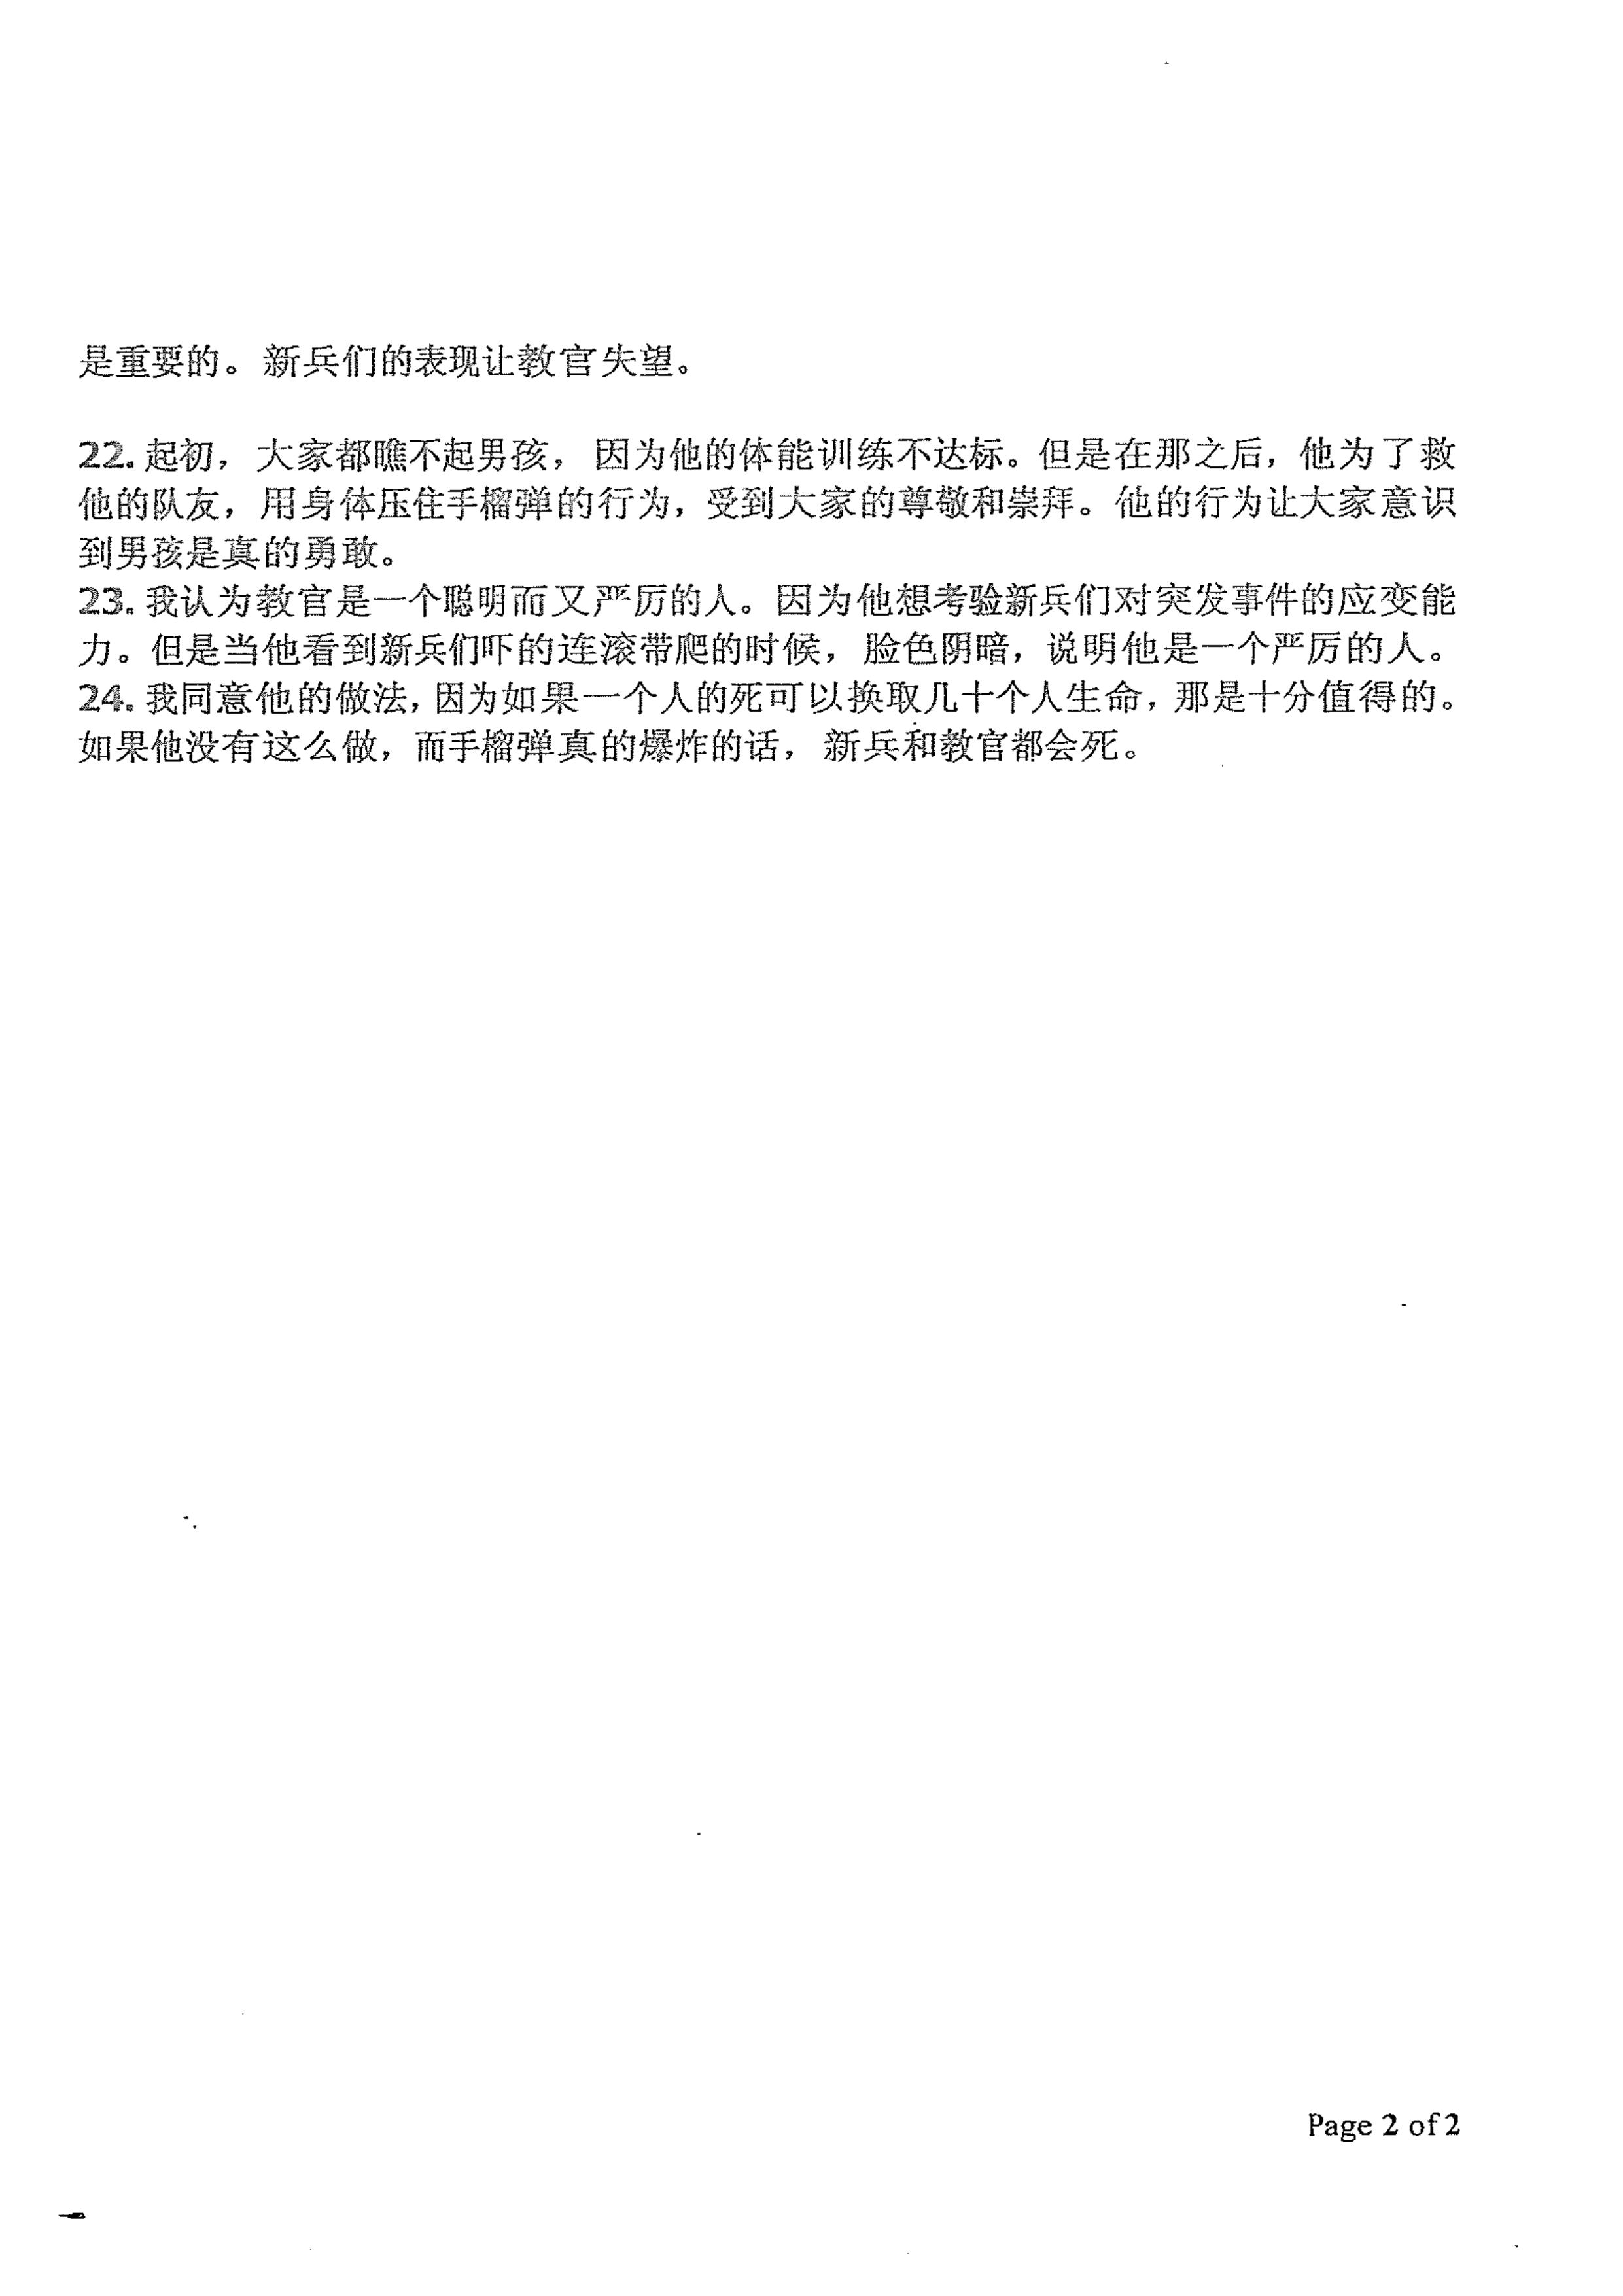 是重要的。新兵们的表现让教官失望。
22. 起初，大家都瞧不起男孩，因为他的体能训练不达标。但是在那之后，他为了救
他的队友，用身体压住手榴弹的行为，受到大家的尊敬和崇拜。他的行为让大家意识
到男孩是真的勇敢。
23. 我认为教官是一个聪明而又严厉的人。因为他想考验新兵们对突发事件的应变能
力。但是当他看到新兵们吓的连滚带爬的时候，脸色阴暗，说明他是一个严厉的人。
24. 我同意他的做法，因为如果一个人的死可以换取几十个人生命，那是十分值得的。
如果他没有这么做，而手榴弹真的爆炸的话，新兵和教官都会死。
Page 2 of 2